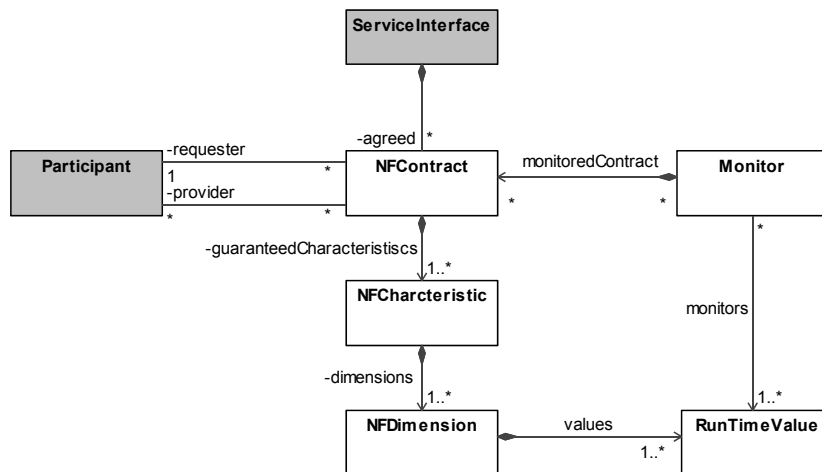 ServiceInterface
-agreed
*
-requester
1
*
Participant
-provider
*
*
NFContract
monitoredContract
*
*
Monitor
*
-guaranteedCharacteristiscs
1..*
NFCharcteristic
monitors
-dimensions
1..*
1..*
NFDimension
values
1..*
RunTimeValue